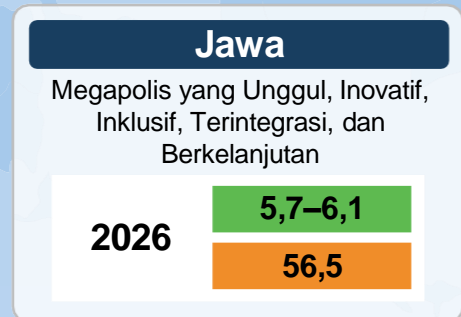 Jawa
Megapolis yang Unggul, Inovatif,
Inklusif, Terintegrasi, dan
Berkelanjutan
2026
5,7–6,1
56,5